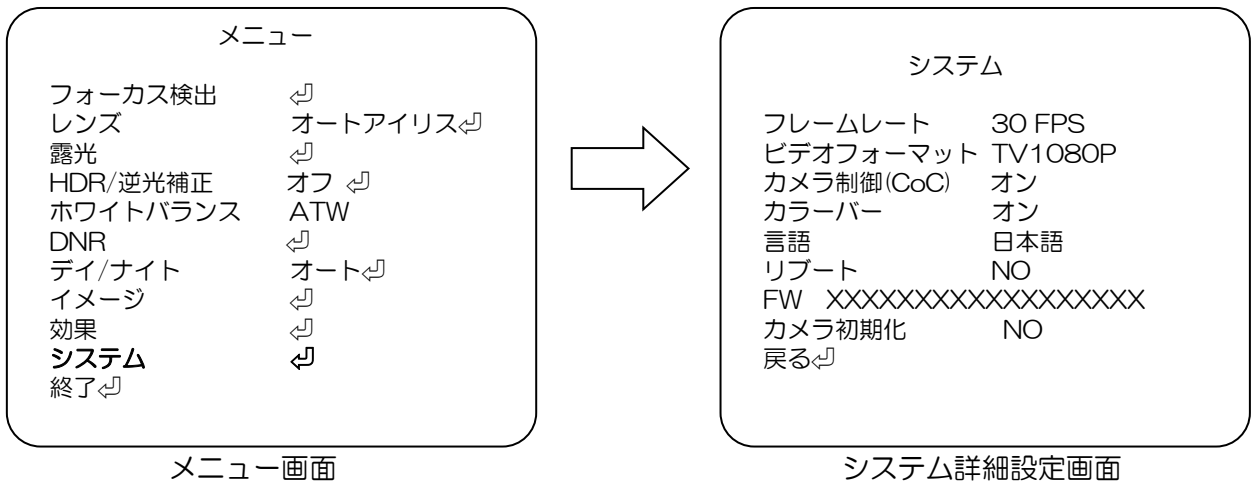 メニュー
フォーカス検出 ⏎
レンズ オートアイリス⏎
露光 ⏎
HDR/逆光補正 オフ ⏎
ホワイトバランス ATW
DNR ⏎
デイ/ナイト オート⏎
イメージ ⏎
効果 ⏎
システム ⏎
終了⏎
メニュー画面
システム
フレームレート 30 FPS
ビデオフォーマット TV1080P
カメラ制御(CoC) オン
カラーバー オン
言語 日本語
リブート NO
FW XXXXXXXXXXXXXXXXXX
カメラ初期化 NO
戻る⏎
システム詳細設定画面